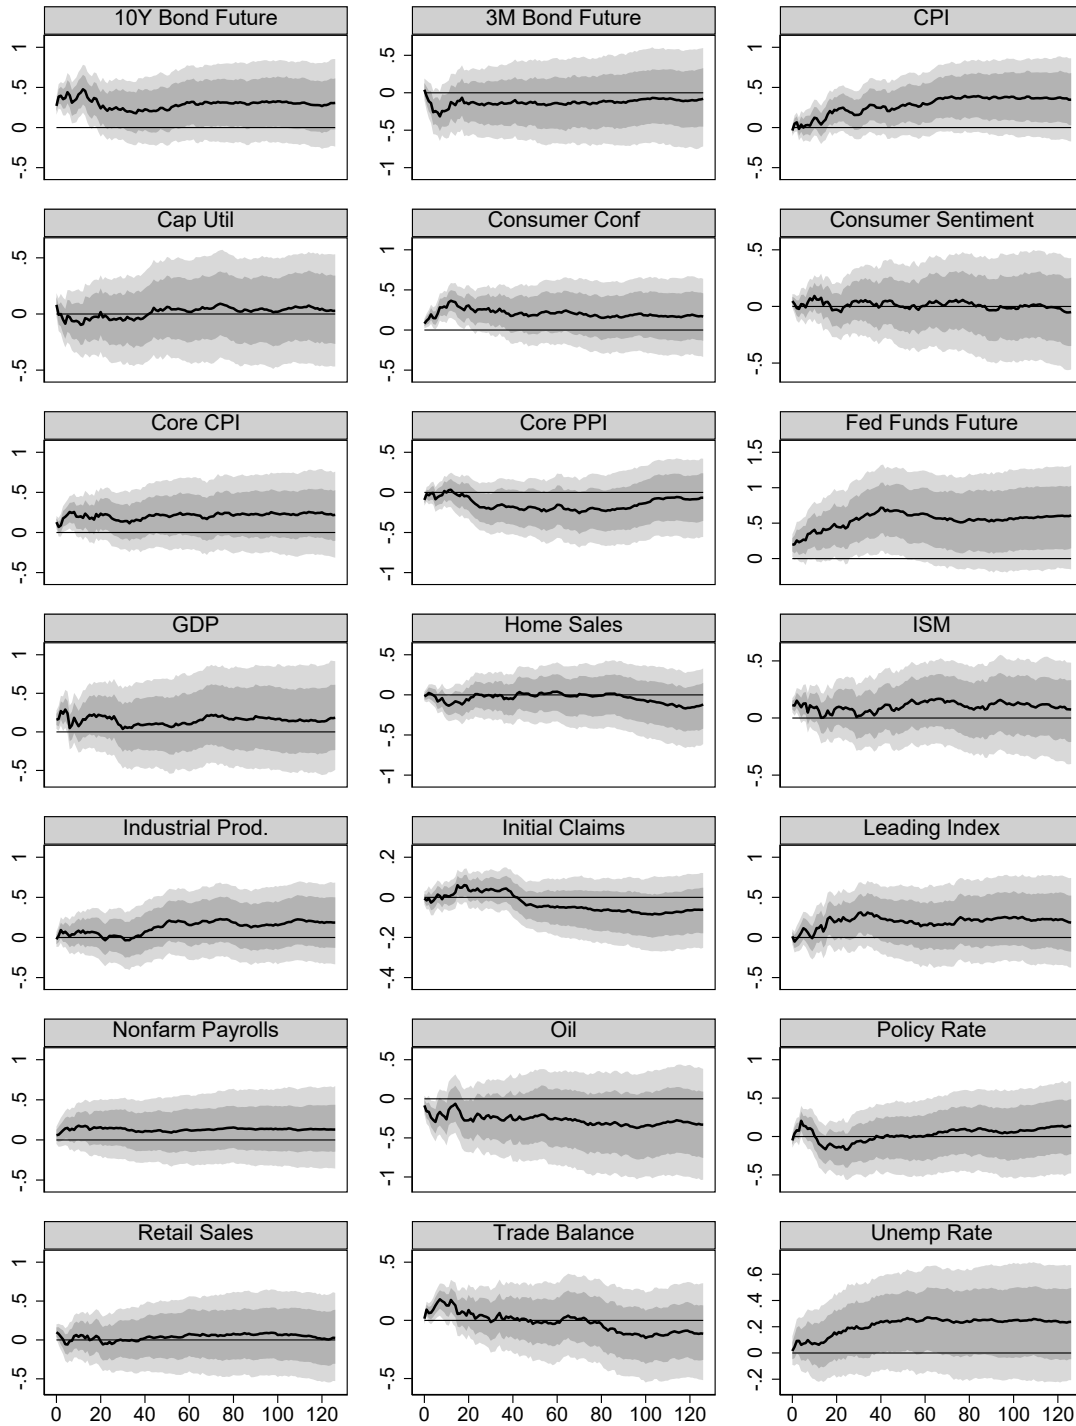 10Y Bond Future 3M Bond Future CPI
1 .5 0 -.5
.5 0 -.5 -1
1 .5 0 -.5
Cap Util Consumer Conf Consumer Sentiment
.5 0 -.5
1 .5 0 -.5
.5 0 -.5
Core CPI Core PPI Fed Funds Future
1 .5 0 -.5
.5 0 -.5 -1
1.5 1 .5 0
GDP Home Sales ISM
1 .5 0 -.5
.5 0 -.5 -1
.5 0 -.5
Industrial Prod. Initial Claims Leading Index
1 .5 0 -.5
.2 0 -.2 -.4
1 .5 0 -.5
Nonfarm Payrolls Oil Policy Rate
1 .5 0 -.5
.5 0 -.5 -1
1 .5 0 -.5
Retail Sales Trade Balance Unemp Rate
1 .5 0 -.5
.5 0 -.5
.6 .4 .2 0 -.2
0 20 40 60 80 100 120 0 20 40 60 80 100 120 0 20 40 60 80 100 120